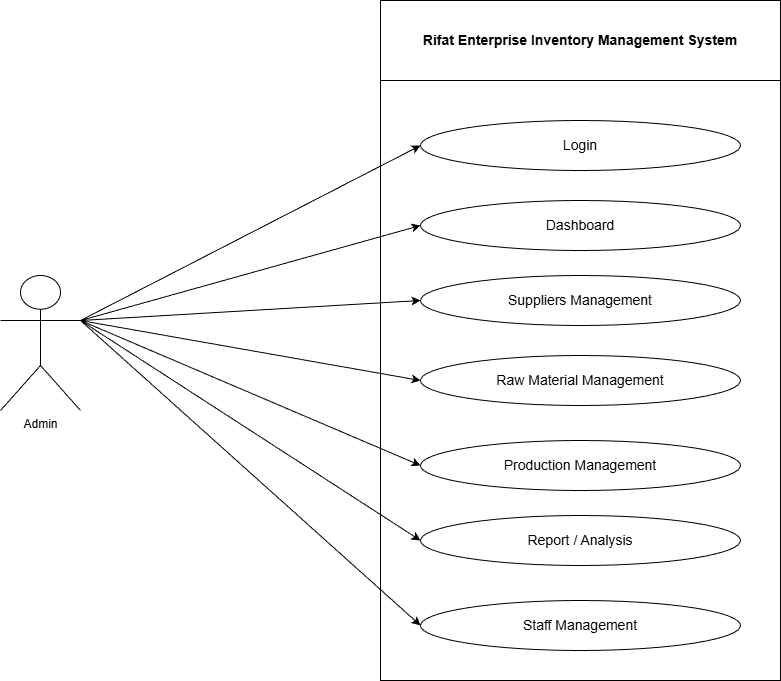 Rifat Enterprise Inventory Management System
Login
Dashboard
Suppliers Management
Raw Material Management
Admin
Production Management
Report / Analysis
Staff Management